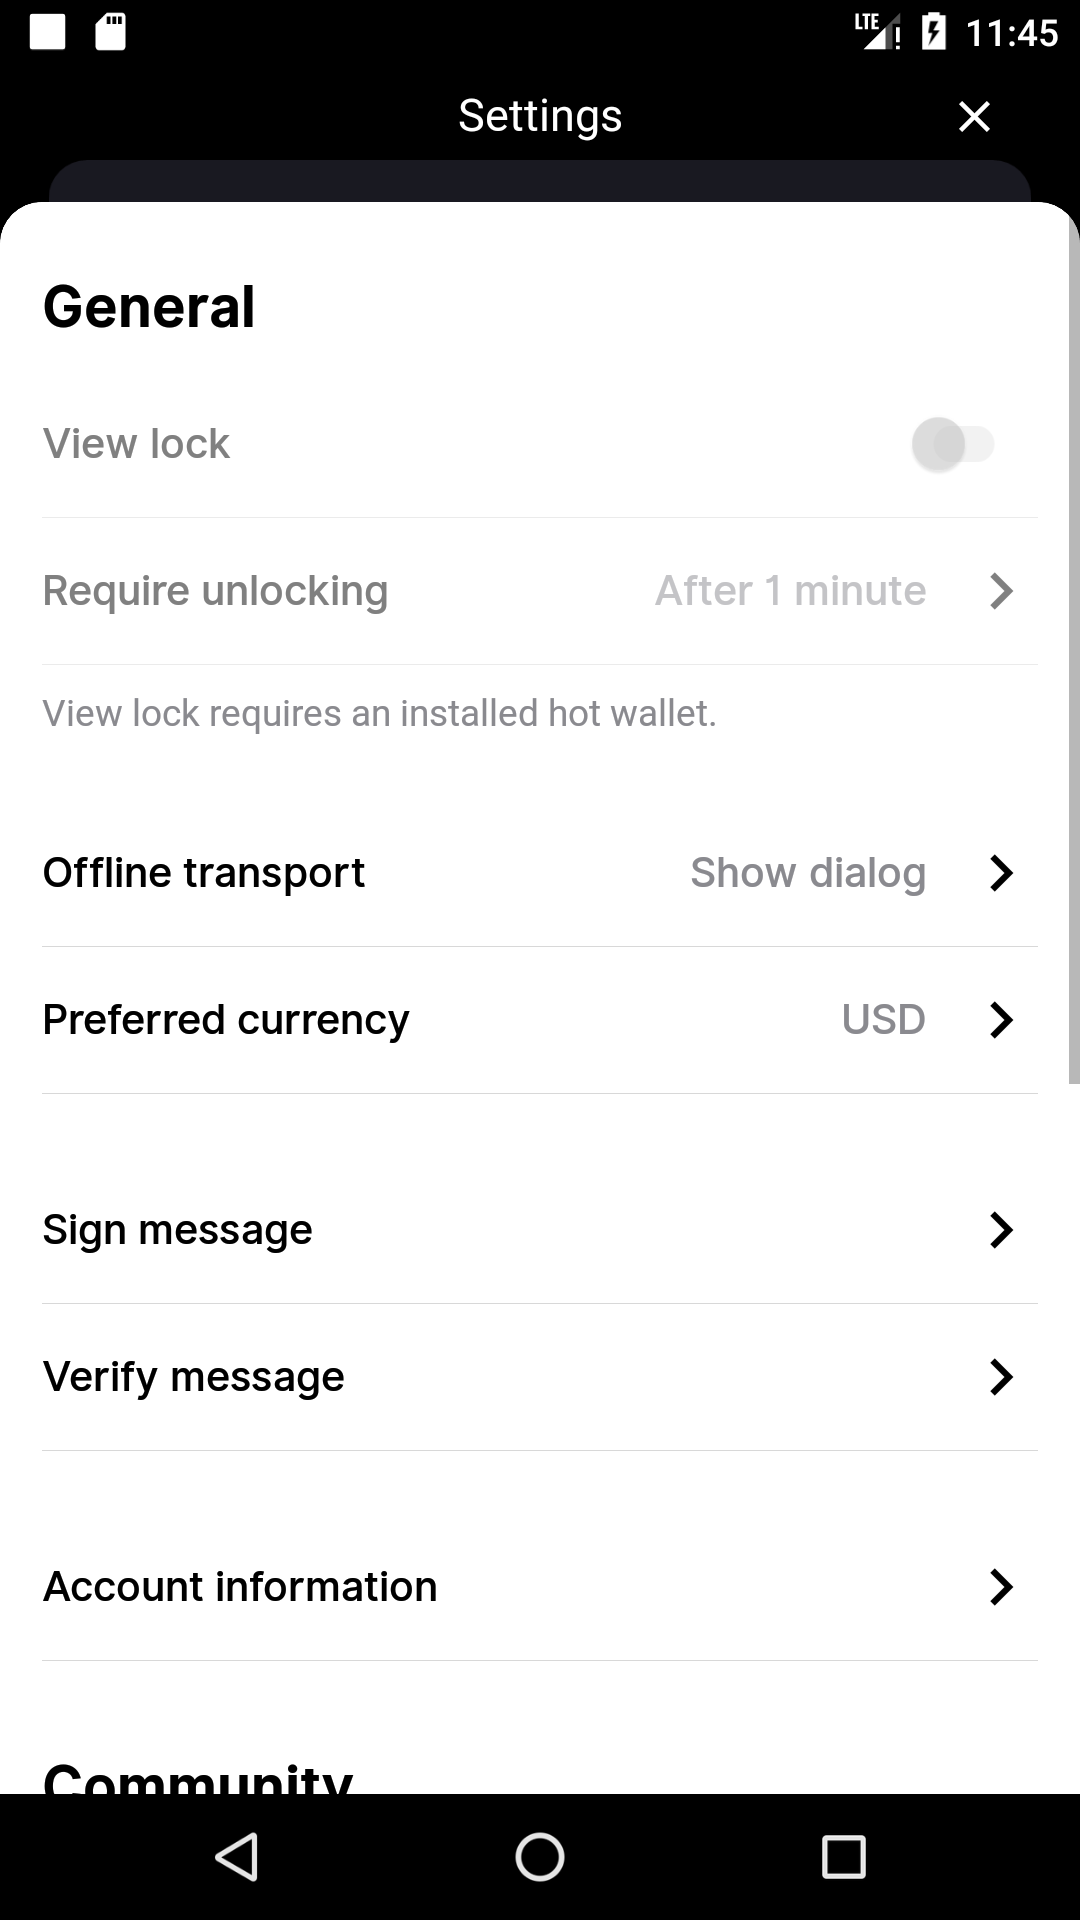 LTE 11:45
Settings
General
View lock
Require unlocking After 1 minute
View lock requires an installed hot wallet.
Offline transport Show dialog
Preferred currency USD
Sign message
Verify message
Account information
Community